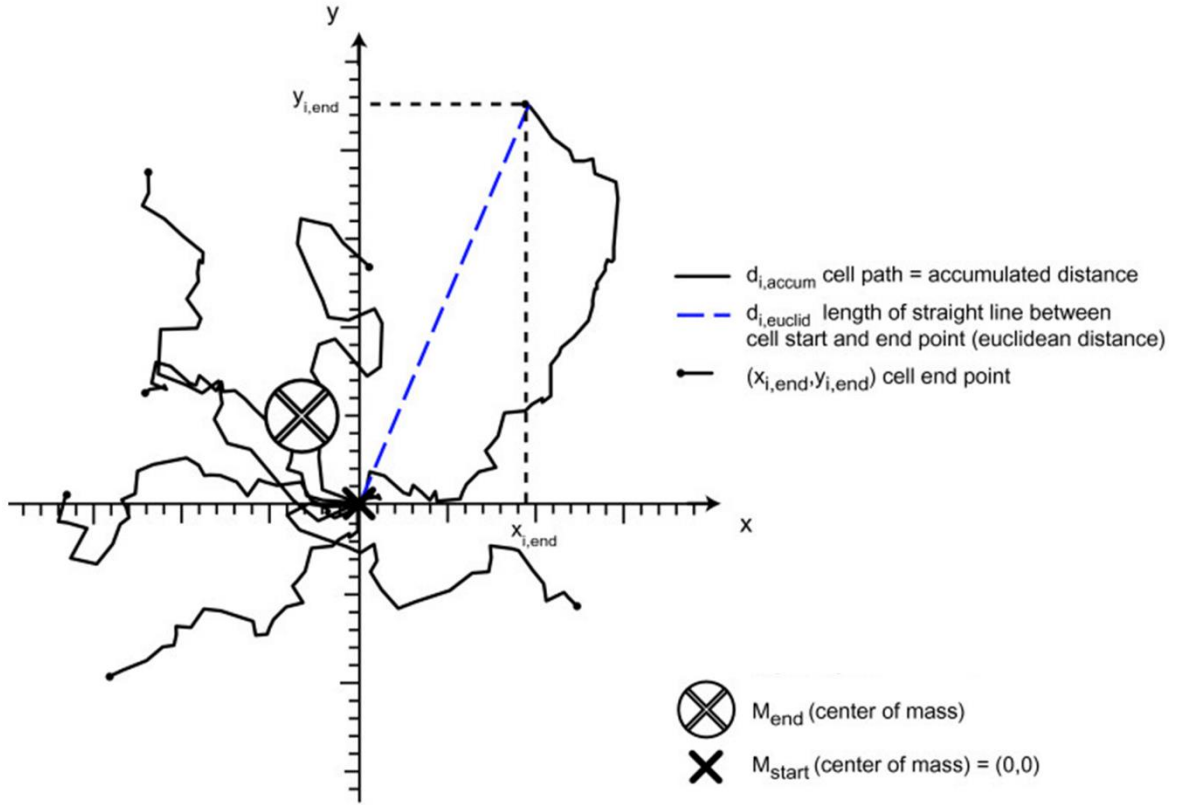 y
y i,end
d i,accum cell path = accumulated distance
d i,euclid length of straight line between
cell start and end point (euclidean distance)
(x i,end,y i,end) cell end point
x
x i,end
M end (center of mass)
M start (center of mass) = (0,0)